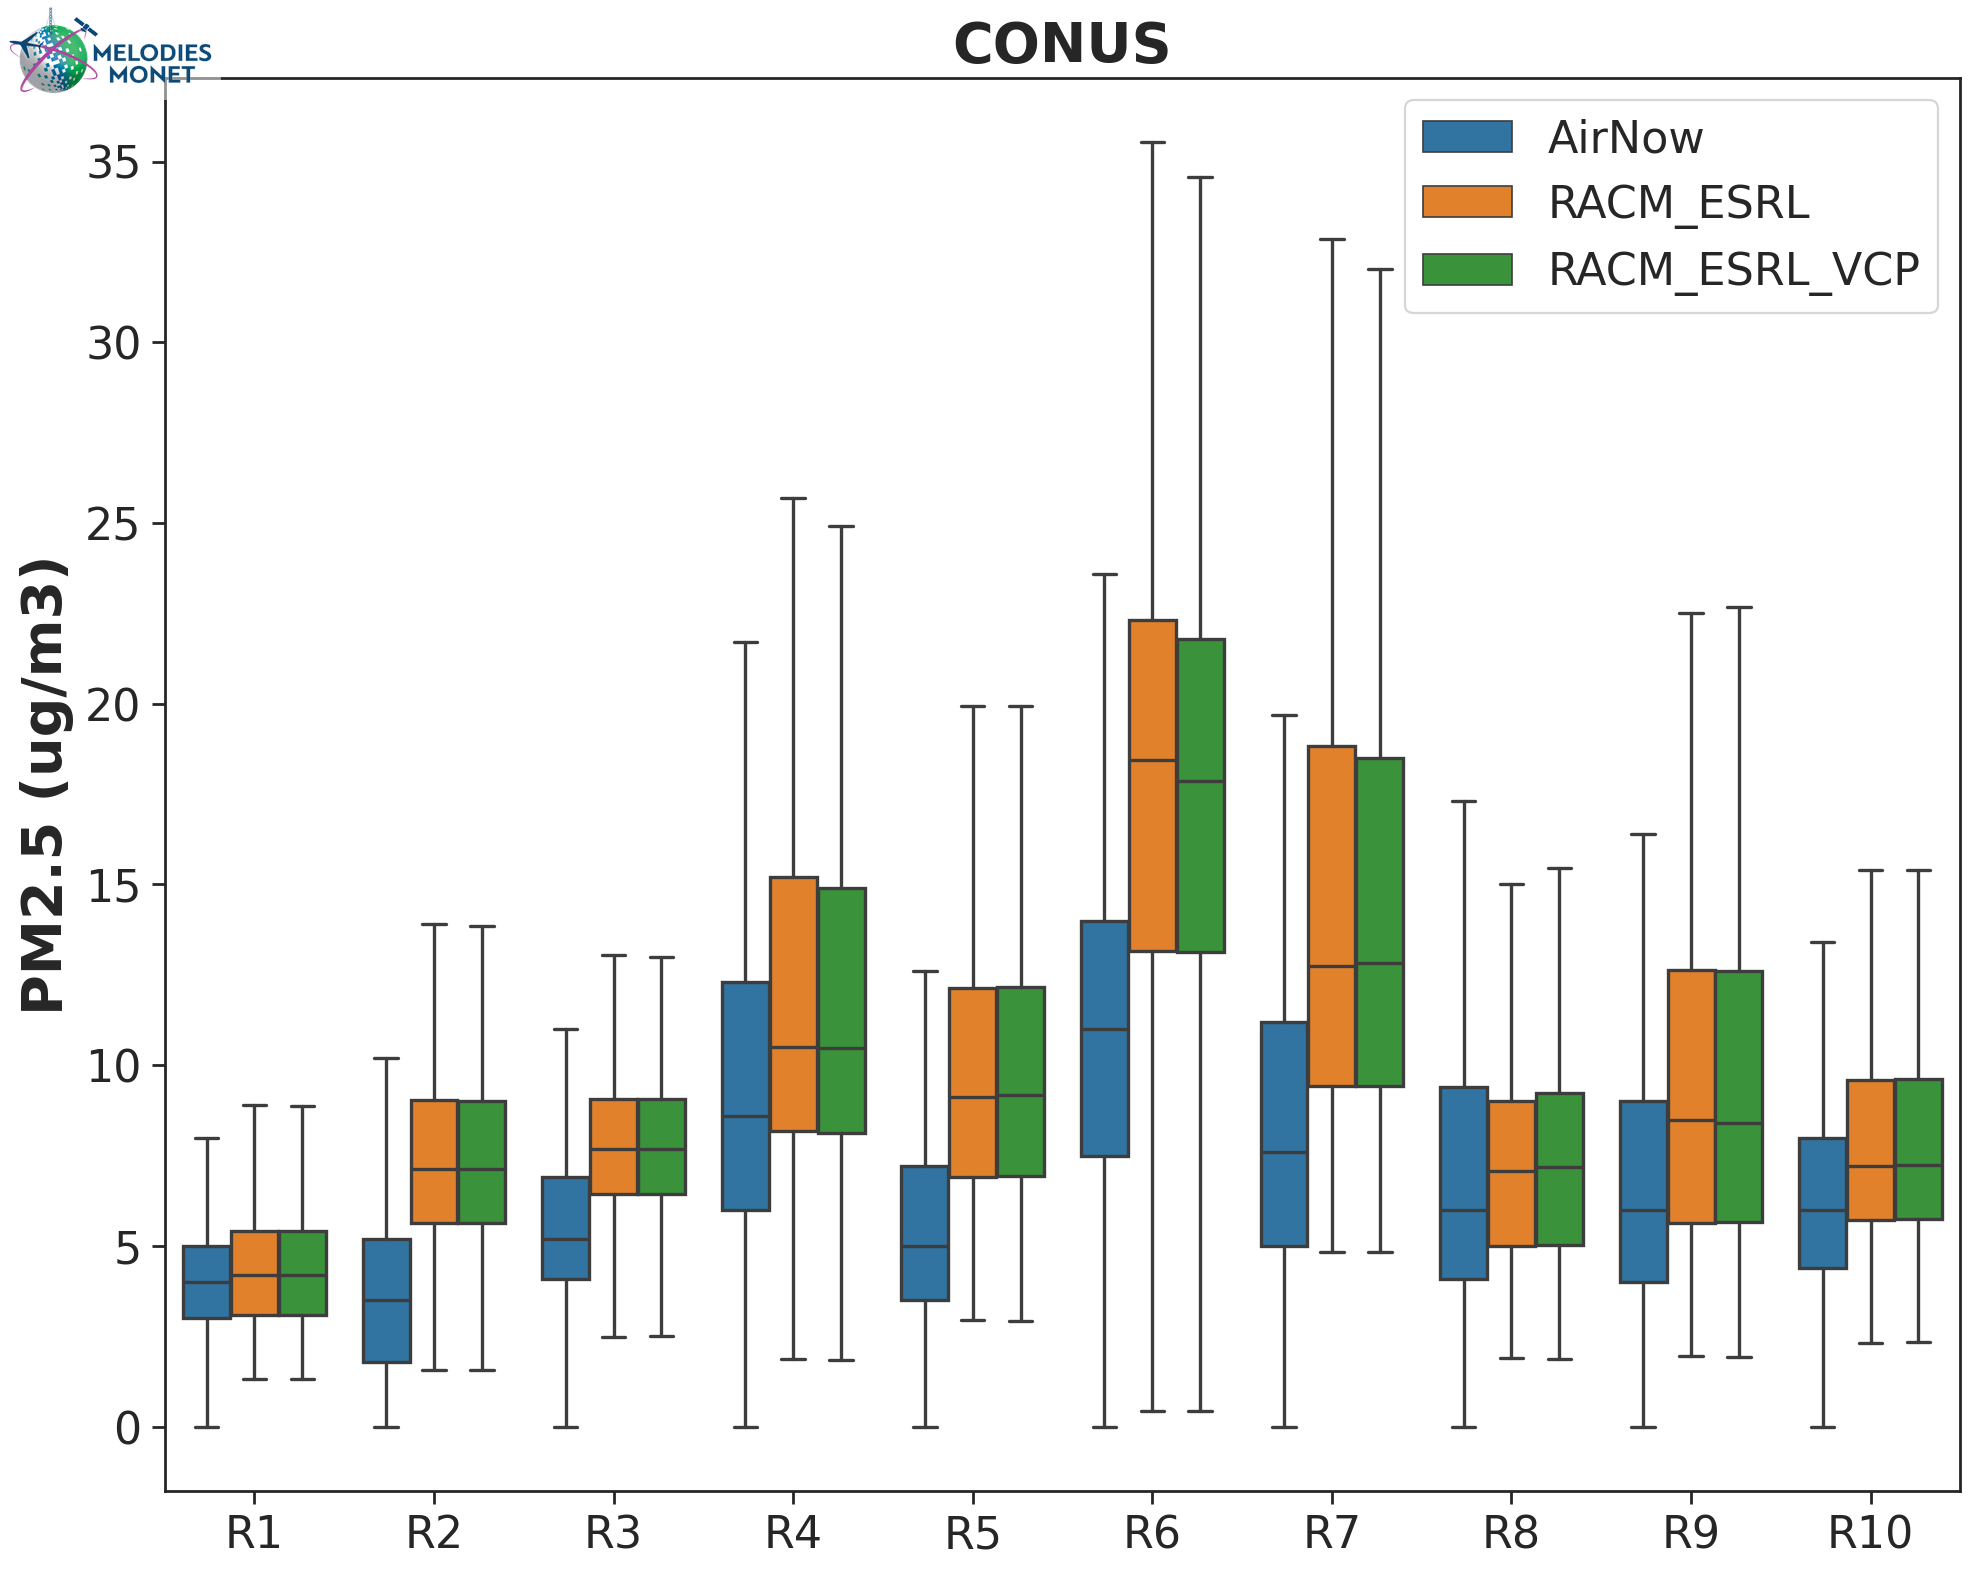 MELODIES
MONET
CONUS
AirNow
RACM_ESRL
RACM_ESRL_VCP
PM2.5 (ug/m3)
35
30
25
20
15
10
5
0
R1 R2 R3 R4 R5 R6 R7 R8 R9 R10